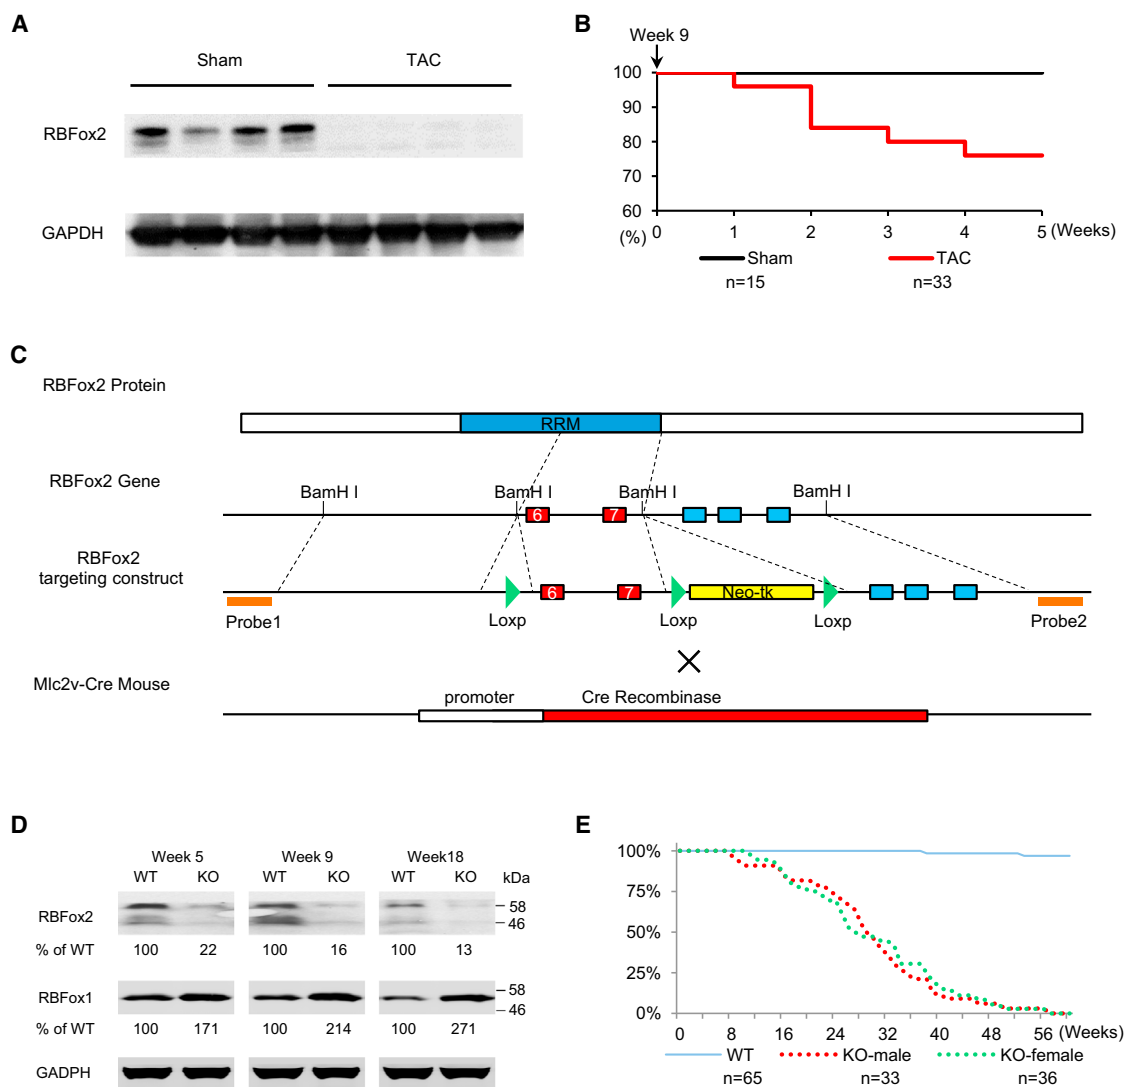 A
Sham TAC
RBFox2
GAPDH
B
Week 9
100
90
80
70
60
(%)
0 1 2 3 4 5 (Weeks)
Sham TAC
n=15 n=33
C
RBFox2 Protein
RRM
RBFox2 Gene
BamH I BamH I BamH I BamH I
6 7
RBFox2
targeting construct
6 7 Neo-tk
Probe1 Loxp Loxp Loxp Probe2
Mlc2v-Cre Mouse
promoter Cre Recombinase
D
Week 5 Week 9 Week18
WT KO WT KO WT KO kDa
RBFox2
58
46
% of WT 100 22 100 16 100 13
RBFox1
58
46
% of WT 100 171 100 214 100 271
GADPH
E
100%
75%
50%
25%
0%
0 8 16 24 32 40 48 56 (Weeks)
WT KO-male KO-female
n=65 n=33 n=36